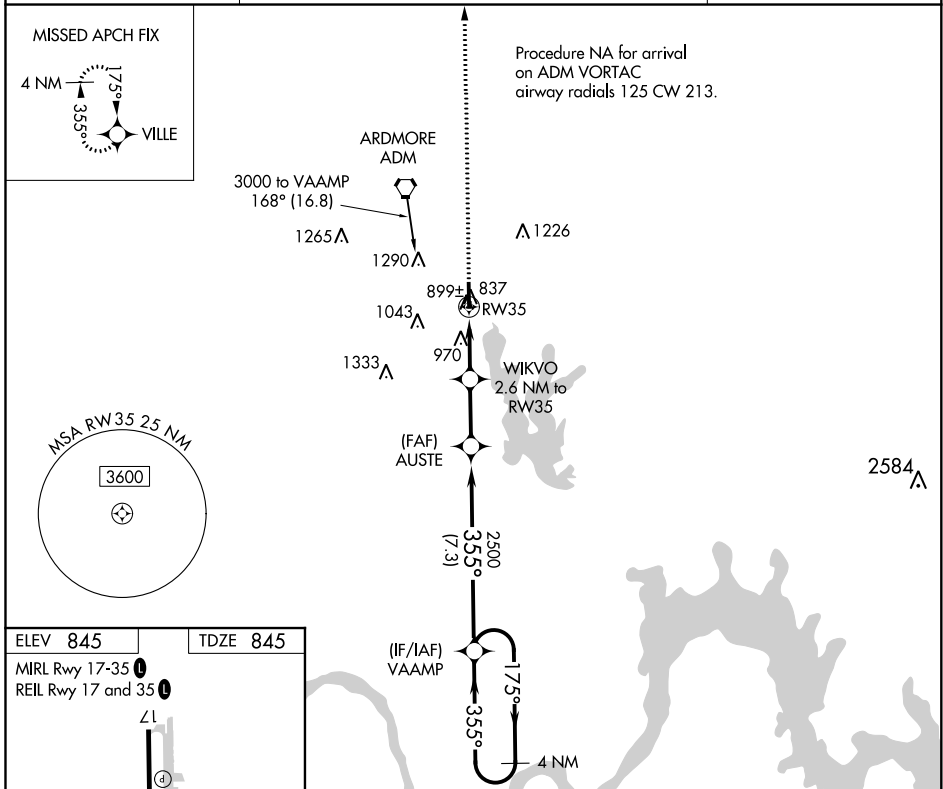 MISSED APCH FIX
4 NM
175°
355°
VILLE
Procedure NA for arrival
on ADM VORTAC
airway radials 125 CW 213.
ARDMORE
ADM
3000 to VAAMP
168° (16.8)
1265
1226
1290
899±
837
RW35
1043
970
1333
WIKVO
2.6 NM to
RW35
(FAF)
AUSTE
MSA RW35 25 NM
3600
2584
2500
355°
(7.3)
(IF/IAF)
VAAMP
175°
355°
4 NM
ELEV 845
TDZE 845
MIRL Rwy 17-35 L
REIL Rwy 17 and 35 L
17
P